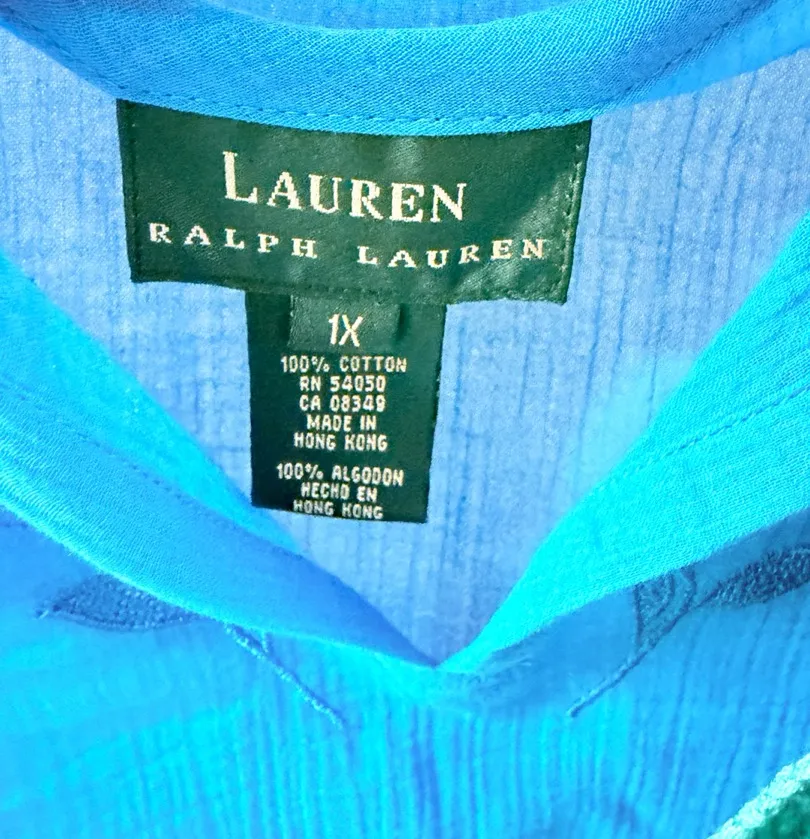 LAUREN
RALPH LAUREN
1X
100% COTTON
RN 54050
CA 08349
MADE IN
HONG KONG
100% ALGODON
HECHO EN
HONG KONG